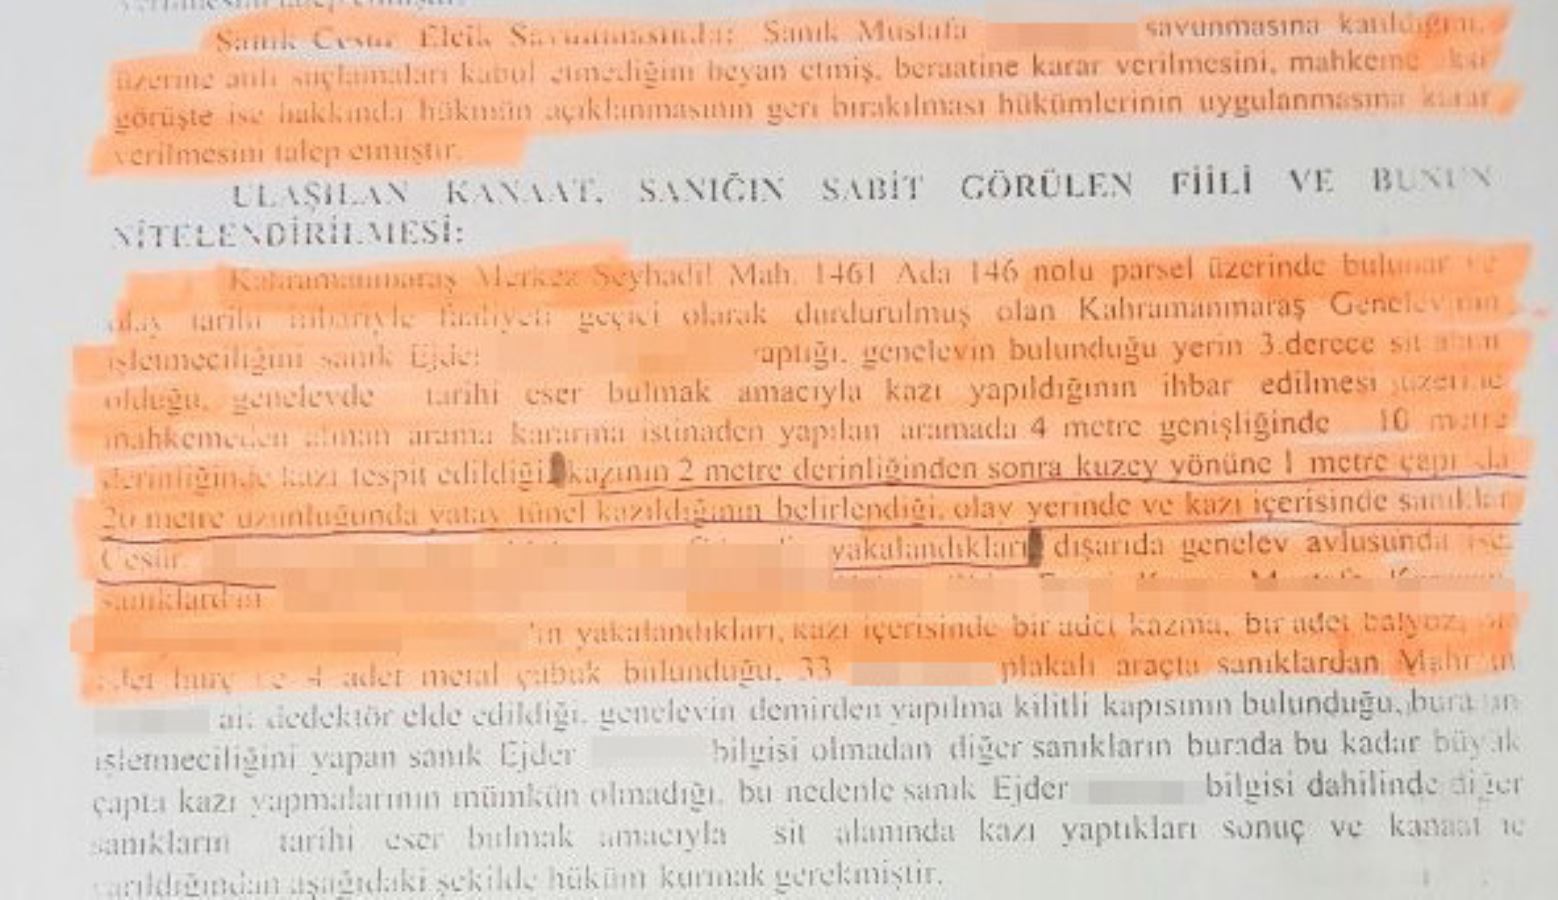 verilmesini talep etmiştir.
Sanık Cesur Elçik Savunmasında; Sanık Mustafa savunmasına katıldığını,
üzerine atılı suçlamaları kabul etmediğini beyan etmiş, beraatine karar verilmesini, mahkeme aksi
görüşte ise hakkında hükmün açıklanmasının geri bırakılması hükümlerinin uygulanmasına karar
verilmesini talep etmiştir.
ULAŞILAN KANAAT, SANIĞIN SABİT GÖRÜLEN FİİLİ VE BUNUN
NİTELENDİRİLMESİ:
Kahramanmaraş Merkez Şeyhadil Mah. 1461 Ada 146 nolu parsel üzerinde bulunan ve
olay tarihi itibariyle faaliyeti geçici olarak durdurulmuş olan Kahramanmaraş Genelevinin
işletmeciliğini sanık Ejder yaptığı, genelevin bulunduğu yerin 3.derece sit alanı
olduğu, genelevde tarihi eser bulmak amacıyla kazı yapıldığının ihbar edilmesi üzerine
mahkemeden alınan arama kararına istinaden yapılan aramada 4 metre genişliğinde 10 metre
derinliğinde kazı tespit edildiği kazının 2 metre derinliğinden sonra kuzey yönüne 1 metre çapında
20 metre uzunluğunda yatay tünel kazıldığının belirlendiği, olay yerinde ve kazı içerisinde sanıklar
Cesur yakalandıkları dışarıda genelev avlusunda ise
sanıklardan
'ın yakalandıkları, kazı içerisinde bir adet kazma, bir adet balyoz, bir
adet ve 4 adet metal çubuk bulunduğu, 33 plakalı araçta sanıklardan
ait dedektör elde edildiği, genelevin demirden yapılma kilitli kapısının bulunduğu, buranın
işletmeciliğini yapan sanık Ejder bilgisi olmadan diğer sanıkların burada bu kadar büyük
çapta kazı yapmalarının mümkün olmadığı, bu nedenle sanık Ejder bilgisi dahilinde diğer
sanıkların tarihi eser bulmak amacıyla sit alanında kazı yaptıkları sonuç ve kanaatine
varıldığından aşağıdaki şekilde hüküm kurmak gerekmiştir.